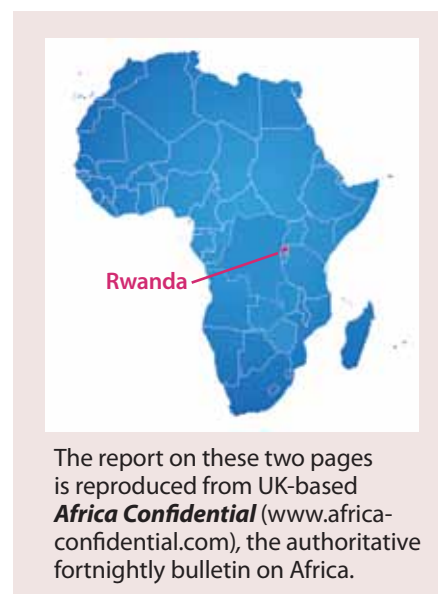 Rwanda
The report on these two pages
is reproduced from UK-based
Africa Confidential (www.africa-
confidential.com), the authoritative
fortnightly bulletin on Africa.